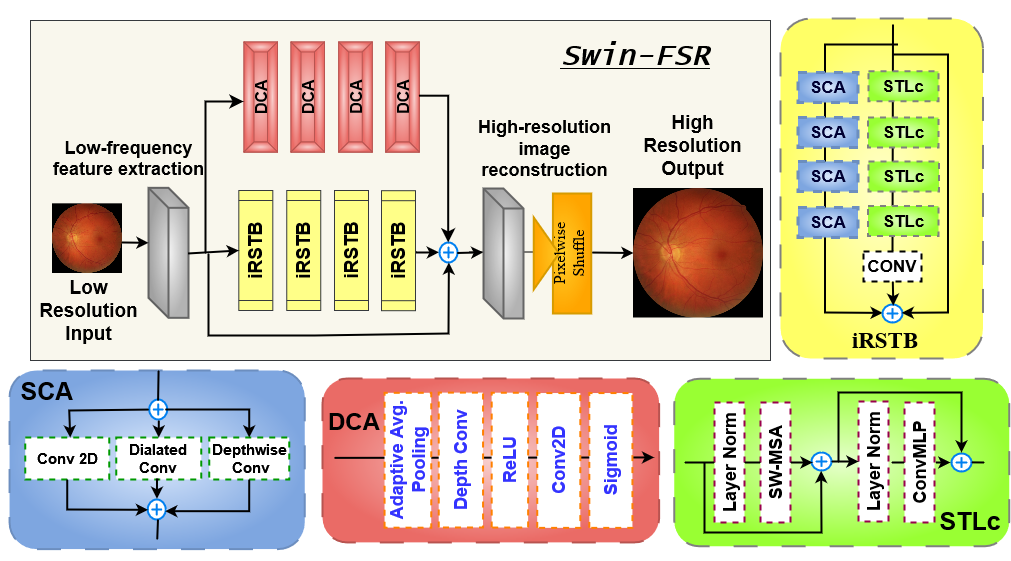 Swin-FSR
DCA
DCA
DCA
DCA
Low-frequency
feature extraction
Low
Resolution
Input
iRSTB
iRSTB
iRSTB
iRSTB
High-resolution
image
reconstruction
Pixelwise
Shuffle
High
Resolution
Output
SCA
STLc
SCA
STLc
SCA
STLc
SCA
STLc
CONV
iRSTB
SCA
Conv 2D
Dialated
Conv
Depthwise
Conv
DCA
Adaptive Avg.
Pooling
Depth Conv
ReLU
Conv2D
Sigmoid
Layer Norm
SW-MSA
Layer Norm
ConvMLP
STLc